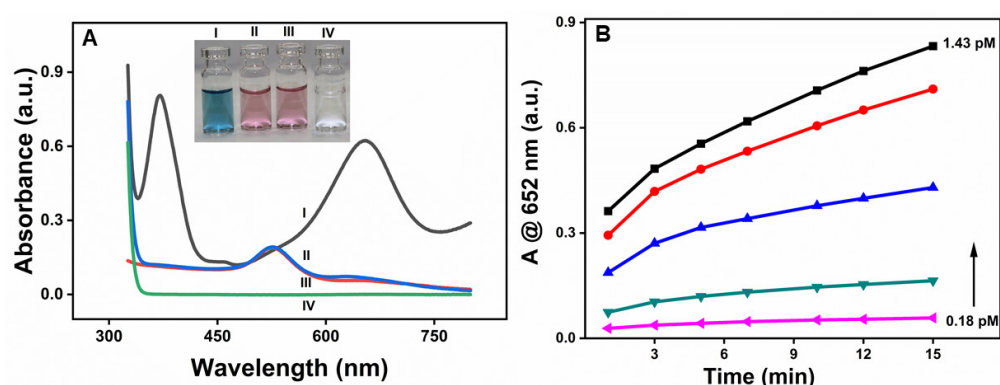 A
I II III IV
0.9
0.6
0.3
0.0
I
II
III
IV
300 450 600 750
Absorbance (a.u.)
Wavelength (nm)
B
0.9
0.6
0.3
0.0
1.43 pM
0.18 pM
3 6 9 12 15
A @ 652 nm (a.u.)
Time (min)